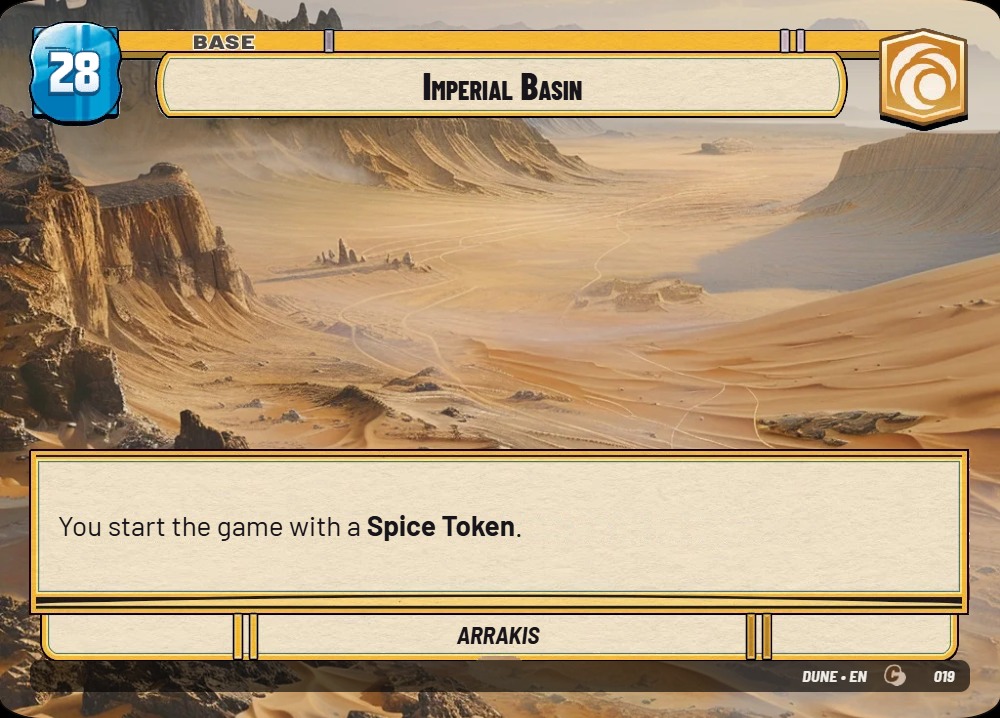 BASE
28
Imperial Basin
You start the game with a Spice Token.
ARRAKIS
DUNE • EN C 019